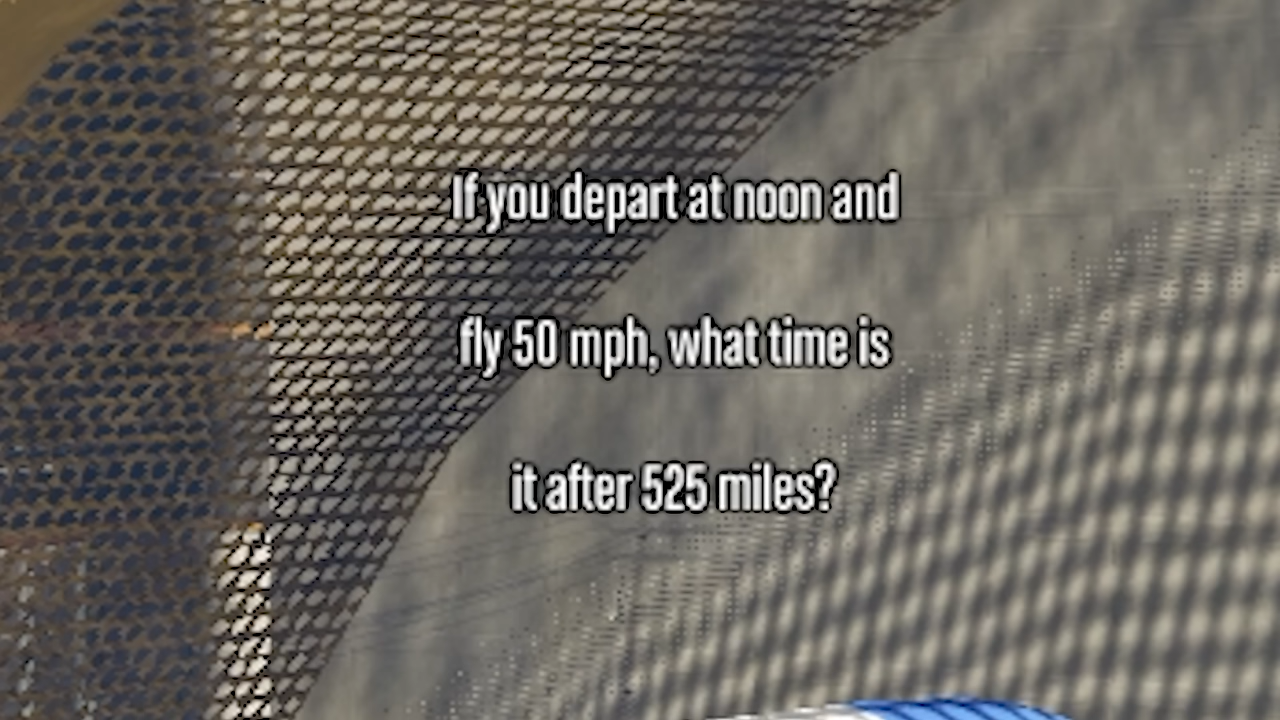 If you depart at noon and
fly 50 mph, what time is
it after 525 miles?